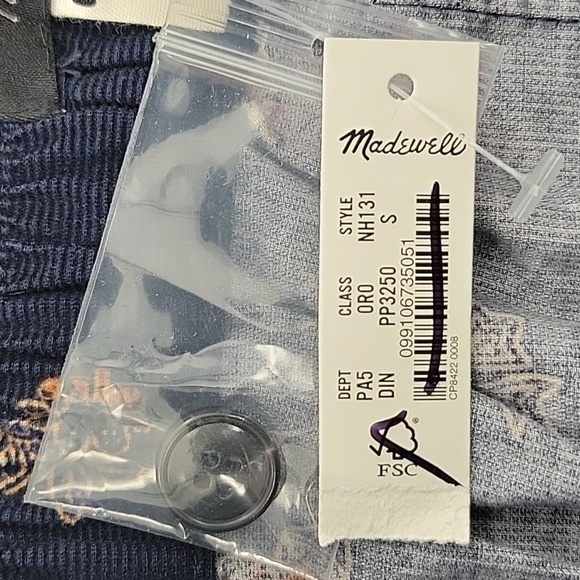 Madewell
DEPT CLASS STYLE
PA5 ORO NH131
DIN PP3250 S
099106735051
CP8422 0008
FSC